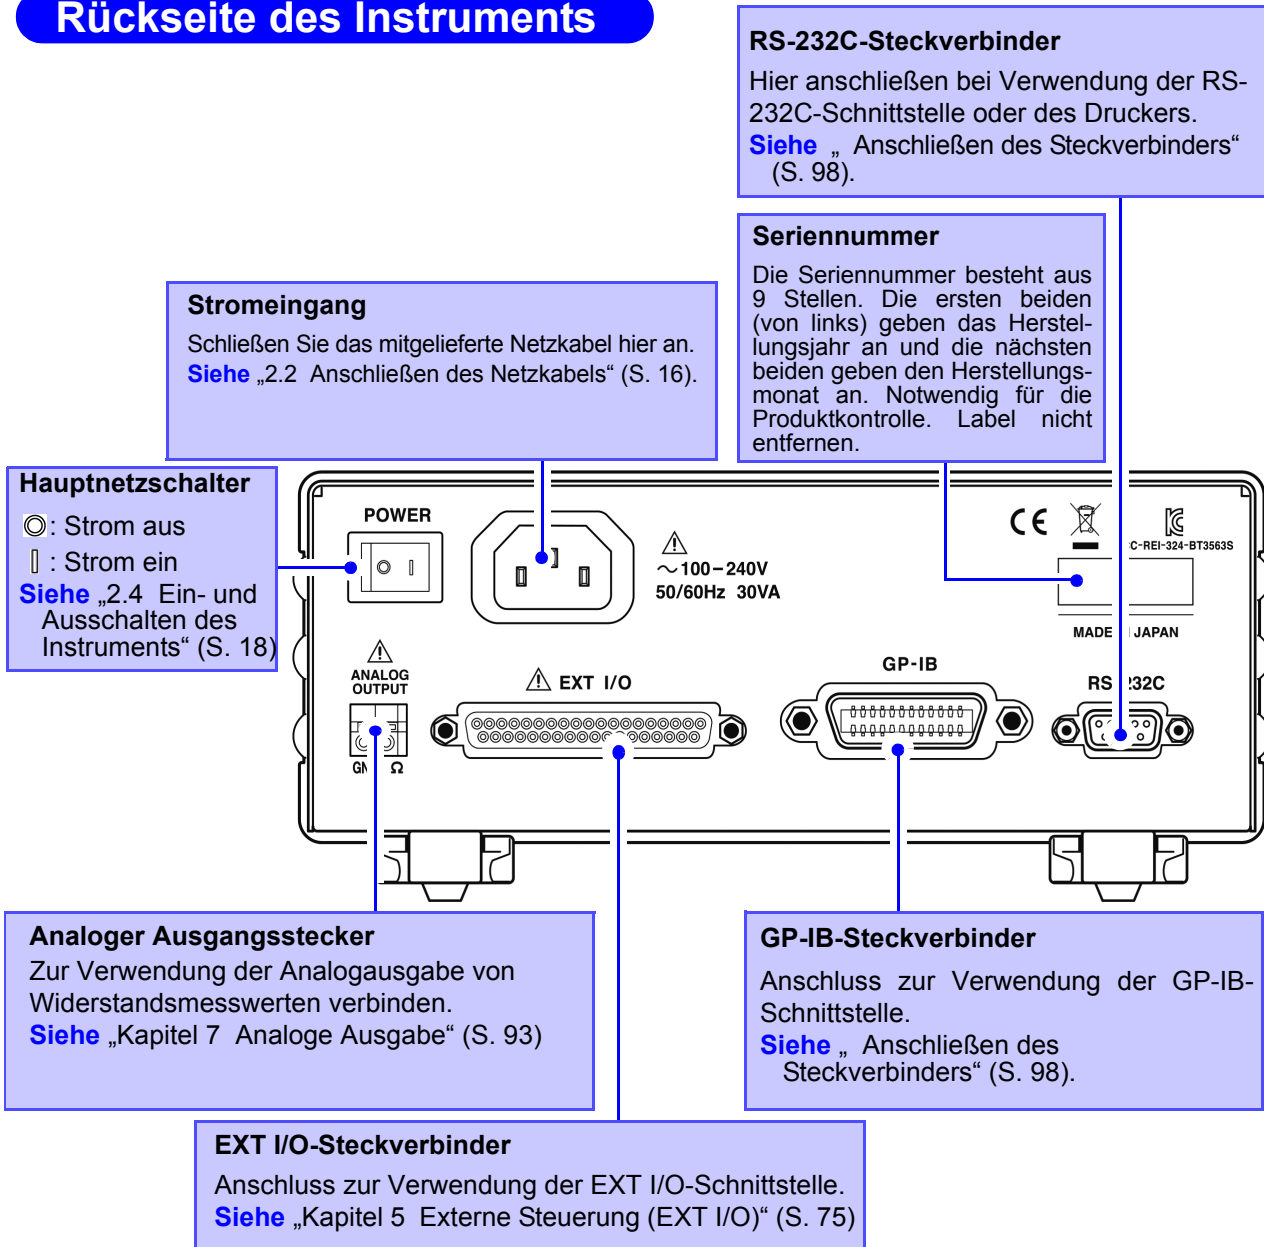 Rückseite des Instruments
RS-232C-Steckverbinder
Hier anschließen bei Verwendung der RS-
232C-Schnittstelle oder des Druckers.
Siehe „ Anschließen des Steckverbinders“
(S. 98).
Seriennummer
Die Seriennummer besteht aus
9 Stellen. Die ersten beiden
(von links) geben das Herstel-
lungsjahr an und die nächsten
beiden geben den Herstellungs-
monat an. Notwendig für die
Produktkontrolle. Label nicht
entfernen.
Stromeingang
Schließen Sie das mitgelieferte Netzkabel hier an.
Siehe „2.2 Anschließen des Netzkabels“ (S. 16).
Hauptnetzschalter
: Strom aus
: Strom ein
Siehe „2.4 Ein- und
Ausschalten des
Instruments“ (S. 18)
POWER
~100-240V
50/60Hz 30VA
CE
C-REI-324-BT3563S
MADE JAPAN
ANALOG
OUTPUT
GN Ω
EXT I/O
GP-IB
RS 232C
Analoger Ausgangsstecker
Zur Verwendung der Analogausgabe von
Widerstandsmesswerten verbinden.
Siehe „Kapitel 7 Analoge Ausgabe“ (S. 93)
GP-IB-Steckverbinder
Anschluss zur Verwendung der GP-IB-
Schnittstelle.
Siehe „ Anschließen des
Steckverbinders“ (S. 98).
EXT I/O-Steckverbinder
Anschluss zur Verwendung der EXT I/O-Schnittstelle.
Siehe „Kapitel 5 Externe Steuerung (EXT I/O)“ (S. 75)